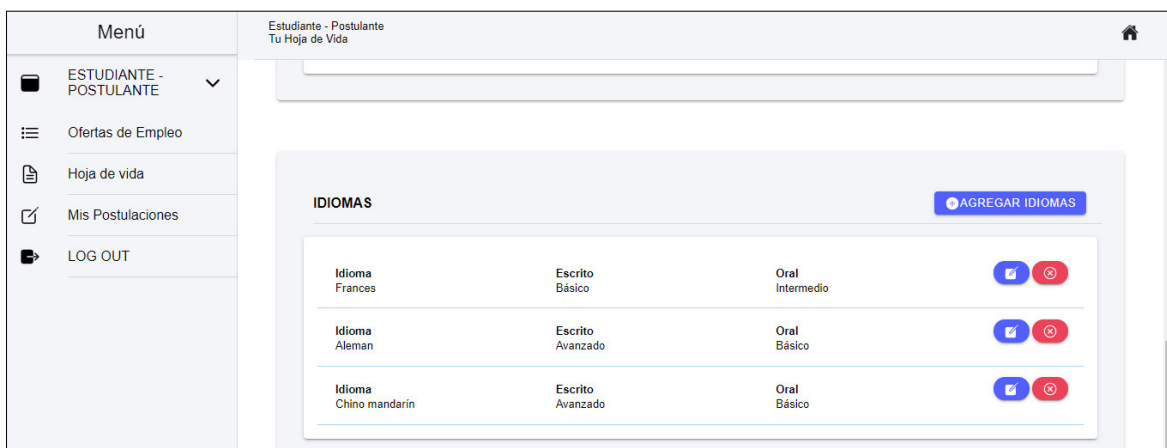 Menú
Estudiante - Postulante
Tu Hoja de Vida
ESTUDIANTE -
POSTULANTE
Ofertas de Empleo
Hoja de vida
Mis Postulaciones
LOG OUT
IDIOMAS
AGREGAR IDIOMAS
Idioma Escrito Oral
Frances Básico Intermedio
Idioma Escrito Oral
Aleman Avanzado Básico
Idioma Escrito Oral
Chino mandarín Avanzado Básico